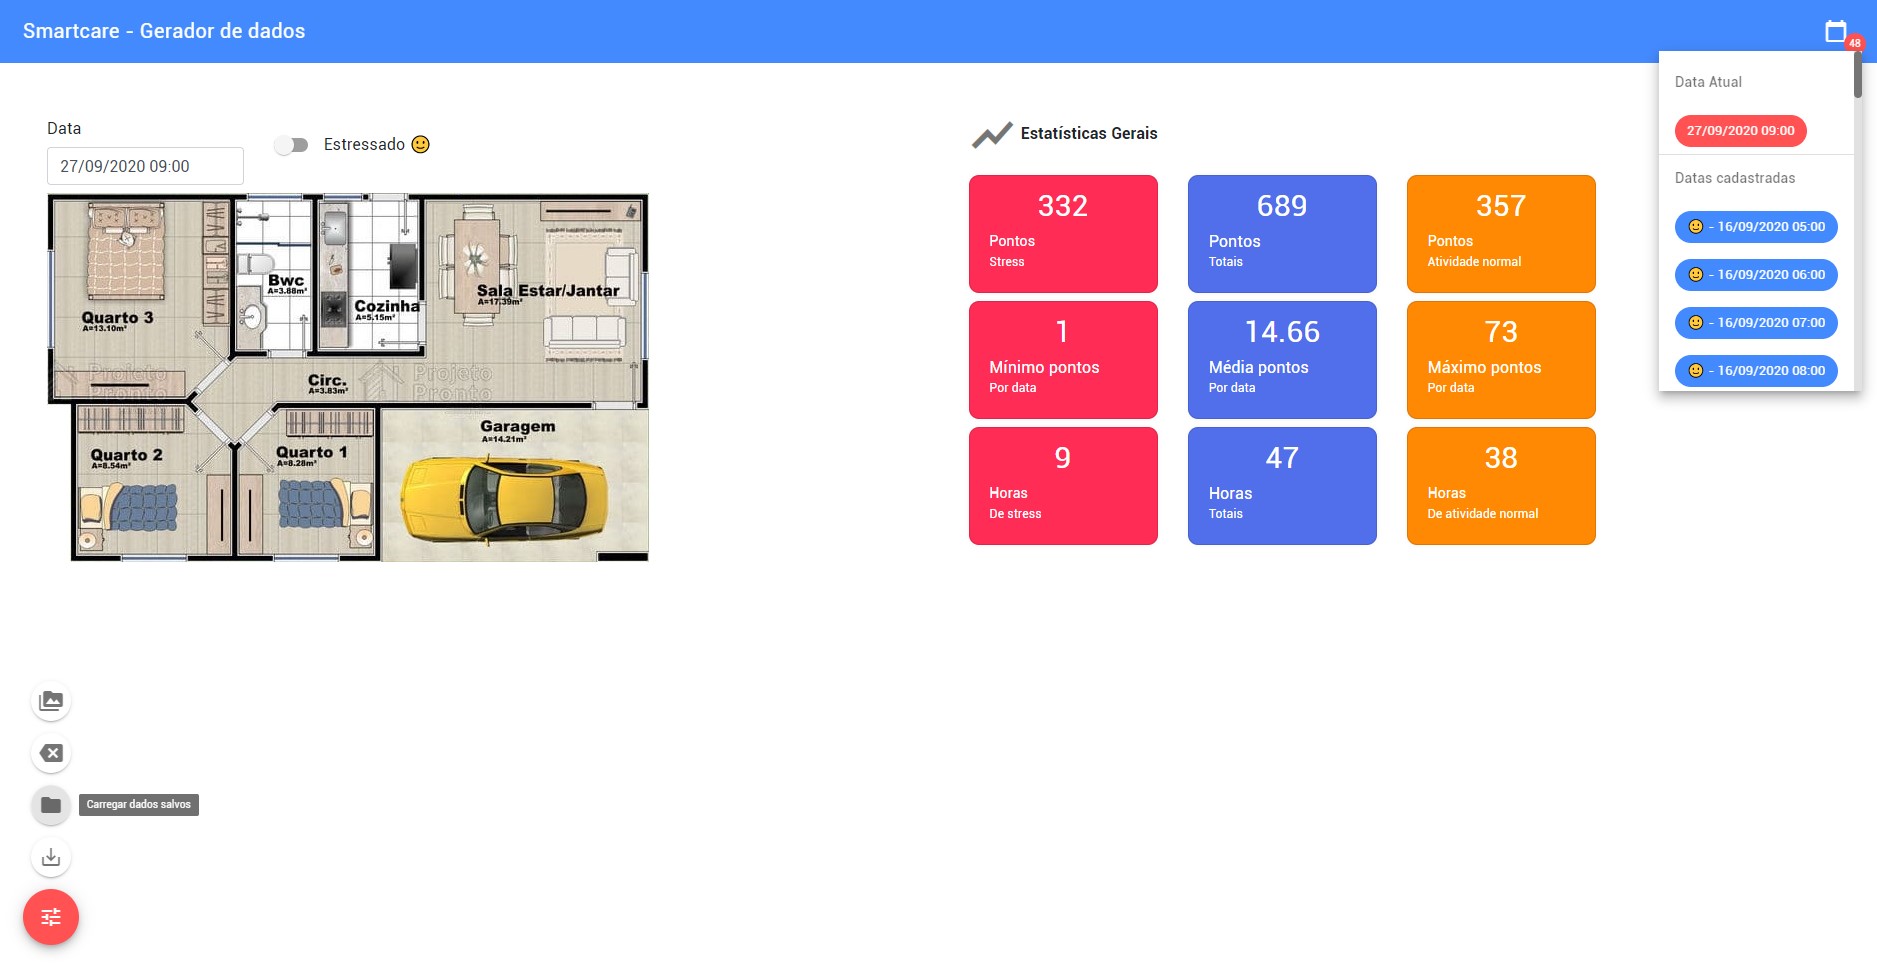 Smartcare - Gerador de dados
48
Data Atual
27/09/2020 09:00
Datas cadastradas
- 16/09/2020 05:00
- 16/09/2020 06:00
- 16/09/2020 07:00
- 16/09/2020 08:00
Data
27/09/2020 09:00
Estressado
Quarto 3
A=13.10m²
Bwc
A=3.88m²
Cozinha
A=5.15m²
Sala Estar/Jantar
A=17.39m²
Circ.
A=3.83m²
Projeto
Pronto
Projeto
Pronto
Quarto 2
A=8.54m²
Quarto 1
A=8.28m²
Garagem
A=14.21m²
Estatísticas Gerais
332
Pontos
Stress
689
Pontos
Totais
357
Pontos
Atividade normal
1
Mínimo pontos
Por data
14.66
Média pontos
Por data
73
Máximo pontos
Por data
9
Horas
De stress
47
Horas
Totais
38
Horas
De atividade normal
Carregar dados salvos